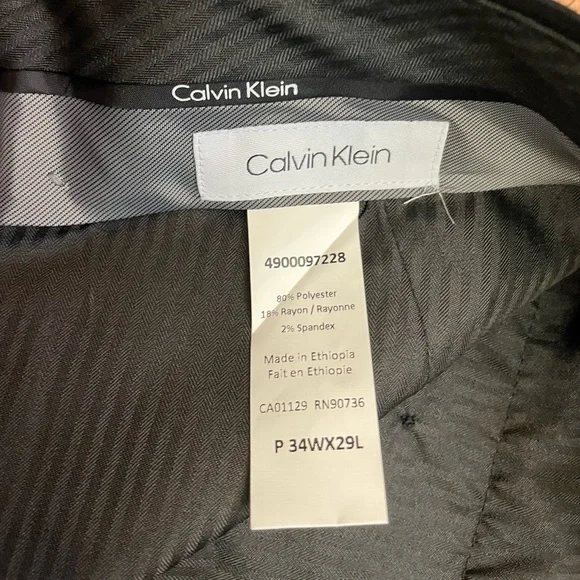 Calvin Klein
Calvin Klein
4900097228
80% Polyester
18% Rayon / Rayonne
2% Spandex
Made in Ethiopia
Fait en Ethiopie
CA01129 RN90736
P 34WX29L